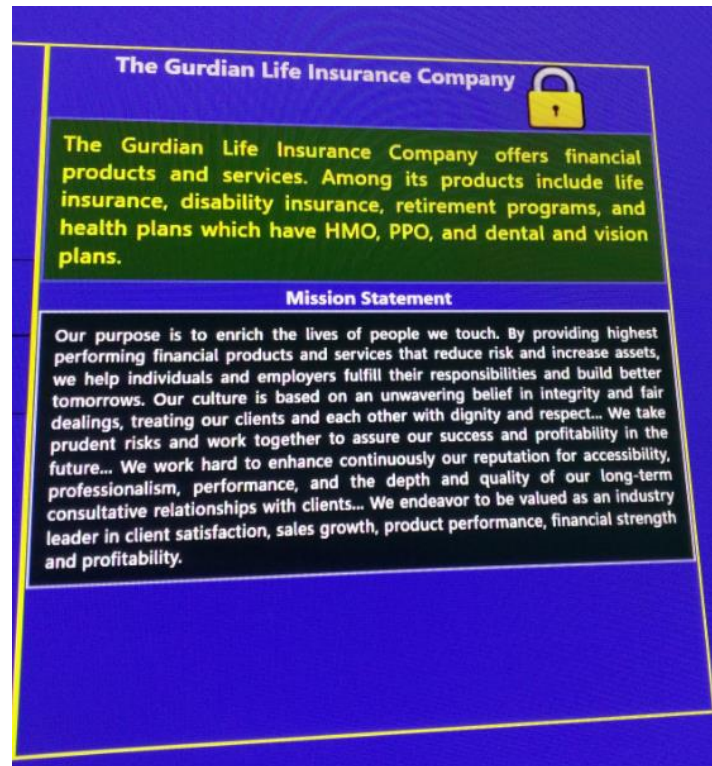 The Gurdian Life Insurance Company
The Gurdian Life Insurance Company offers financial
products and services. Among its products include life
insurance, disability insurance, retirement programs, and
health plans which have HMO, PPO, and dental and vision
plans.
Mission Statement
Our purpose is to enrich the lives of people we touch. By providing highest
performing financial products and services that reduce risk and increase assets,
we help individuals and employers fulfill their responsibilities and build better
tomorrows. Our culture is based on an unwavering belief in integrity and fair
dealings, treating our clients and each other with dignity and respect... We take
prudent risks and work together to assure our success and profitability in the
future... We work hard to enhance continuously our reputation for accessibility,
professionalism, performance, and the depth and quality of our long-term
consultative relationships with clients... We endeavor to be valued as an industry
leader in client satisfaction, sales growth, product performance, financial strength
and profitability.